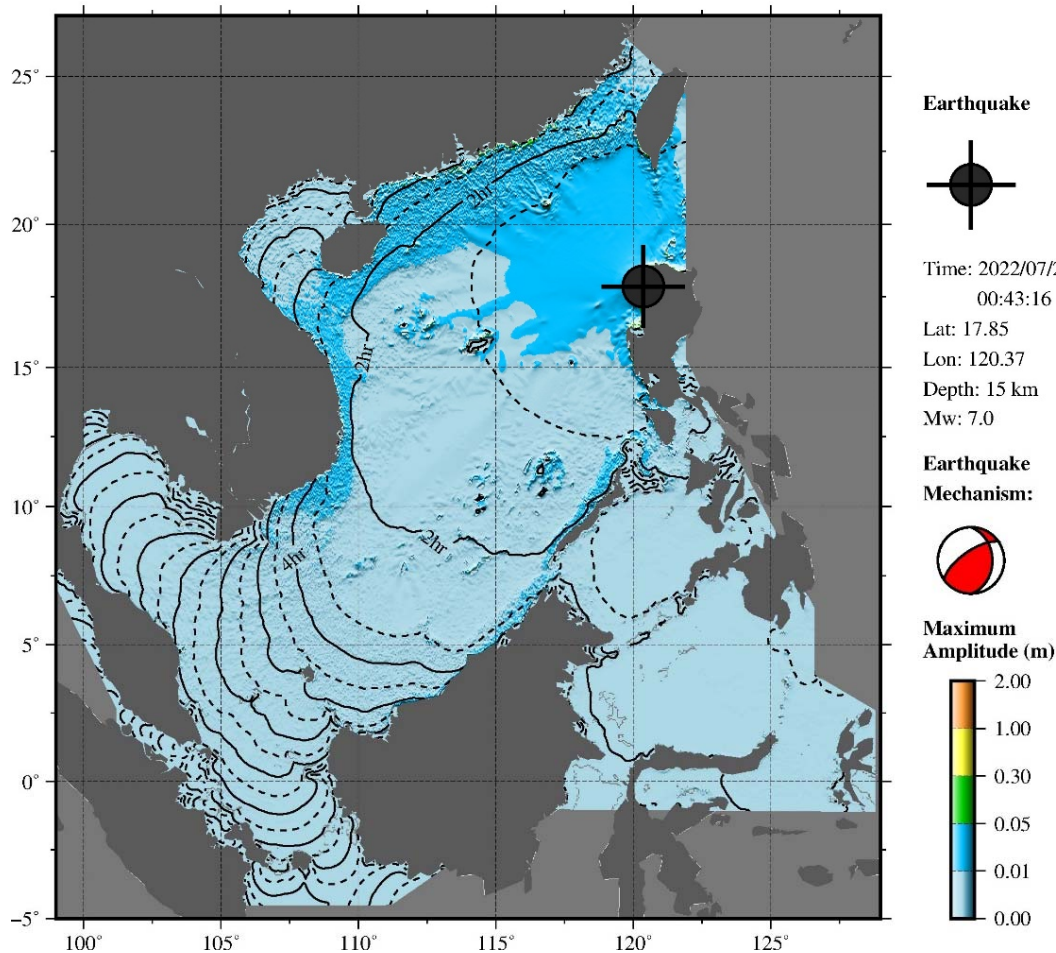 25°
20°
15°
10°
5°
0°
−5°
100°
105°
110°
115°
120°
125°
2hr
2hr
2hr
4hr
Earthquake
Time: 2022/07/2
00:43:16
Lat: 17.85
Lon: 120.37
Depth: 15 km
Mw: 7.0
Earthquake
Mechanism:
Maximum
Amplitude (m)
2.00
1.00
0.30
0.05
0.01
0.00